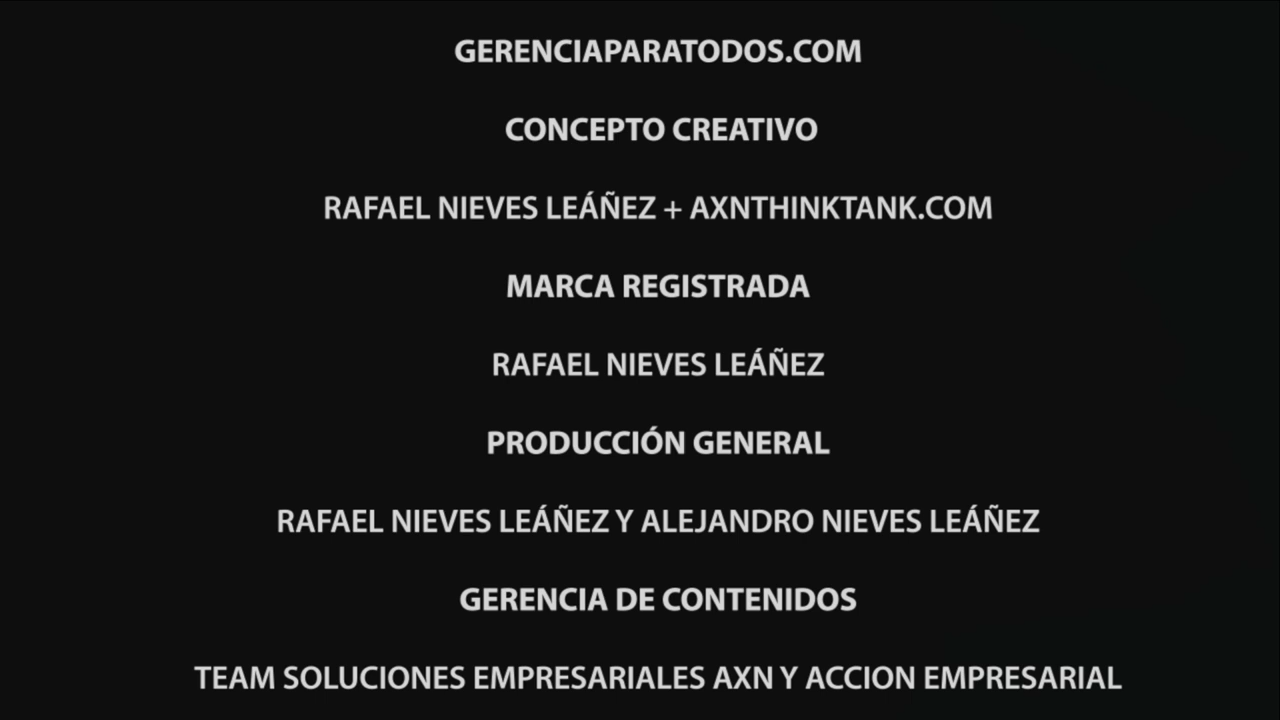 GERENCIAPARATODOS.COM
CONCEPTO CREATIVO
RAFAEL NIEVES LEÁÑEZ + AXNTHINKTANK.COM
MARCA REGISTRADA
RAFAEL NIEVES LEÁÑEZ
PRODUCCIÓN GENERAL
RAFAEL NIEVES LEÁÑEZ Y ALEJANDRO NIEVES LEÁÑEZ
GERENCIA DE CONTENIDOS
TEAM SOLUCIONES EMPRESARIALES AXN Y ACCION EMPRESARIAL